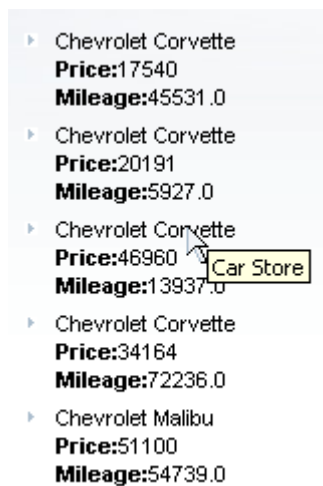 Chevrolet Corvette
Price:17540
Mileage:45531.0
Chevrolet Corvette
Price:20191
Mileage:5927.0
Chevrolet Corvette
Price:46960
Car Store
Mileage:13937.0
Chevrolet Corvette
Price:34164
Mileage:72236.0
Chevrolet Malibu
Price:51100
Mileage:54739.0